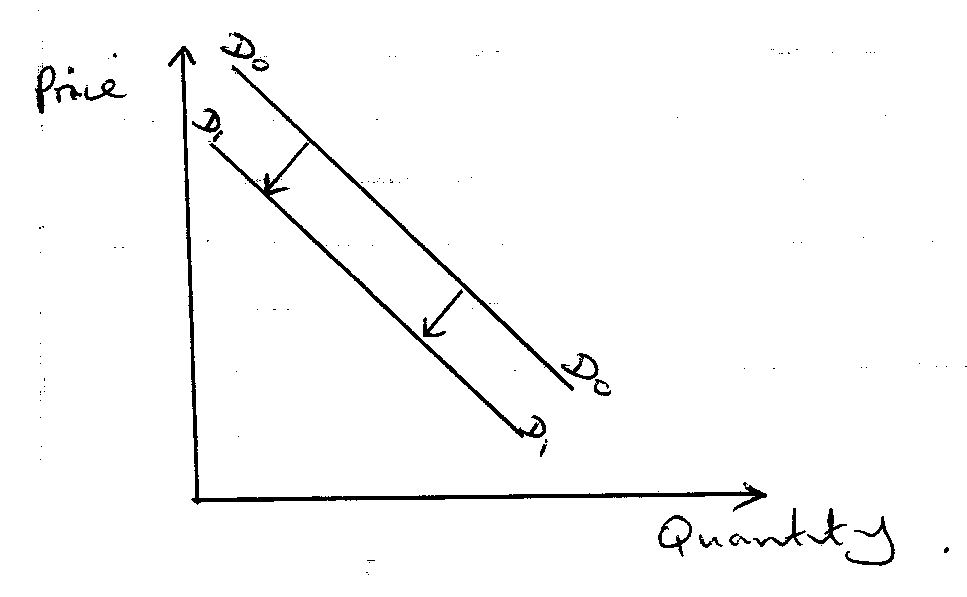 D₀
Price
D₁
D₀
D₁
Quantity